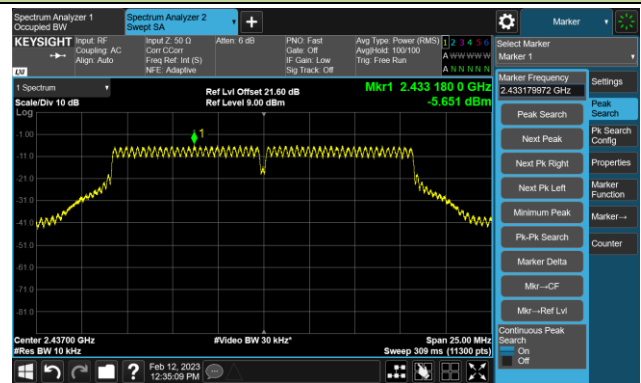 Spectrum Analyzer 1
Occupied BW
Spectrum Analyzer 2
Swept SA
+
Marker
KEYSIGHT
Input: RF
Coupling: AC
Align: Auto
Input Z: 50 Ω
Corr CCorr
Freq Ref: Int (S)
NFE: Adaptive
Atten: 6 dB
PNO: Fast
Gate: Off
IF Gain: Low
Sig Track: Off
Avg Type: Power (RMS)
Avg|Hold: 100/100
Trig: Free Run
1 2 3 4 5 6
A W W W W W
A N N N N N
LXI
Select Marker
Marker 1
1 Spectrum
Scale/Div 10 dB
Log
Ref Lvl Offset 21.60 dB
Ref Level 9.00 dBm
Mkr1 2.433 180 0 GHz
-5.651 dBm
1
-1.00
-11.0
-21.0
-31.0
-41.0
-51.0
-61.0
-71.0
-81.0
Center 2.43700 GHz
#Res BW 10 kHz
#Video BW 30 kHz*
Span 25.00 MHz
Sweep 309 ms (11300 pts)
Marker Frequency
2.433179972 GHz
Peak Search
Next Peak
Next Pk Right
Next Pk Left
Minimum Peak
Pk-Pk Search
Marker Delta
Mkr→CF
Mkr→Ref Lvl
Continuous Peak
Search
On
Off
Settings
Peak
Search
Pk Search
Config
Properties
Marker
Function
Marker→
Counter
?
Feb 12, 2023
12:35:09 PM